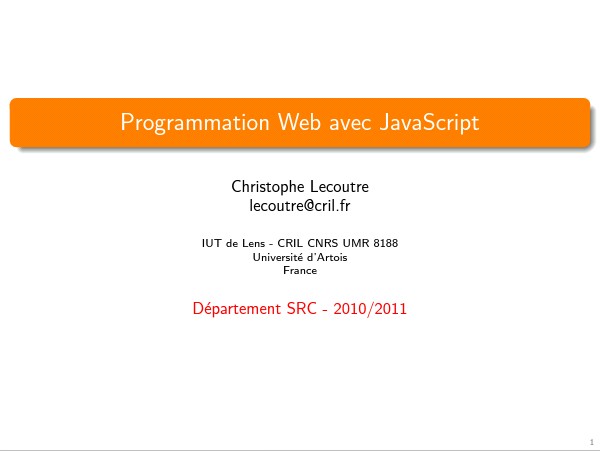 Programmation Web avec JavaScript
Christophe Lecoutre
lecoutre@cril.fr
IUT de Lens - CRIL CNRS UMR 8188
Université d'Artois
France
Département SRC - 2010/2011
1